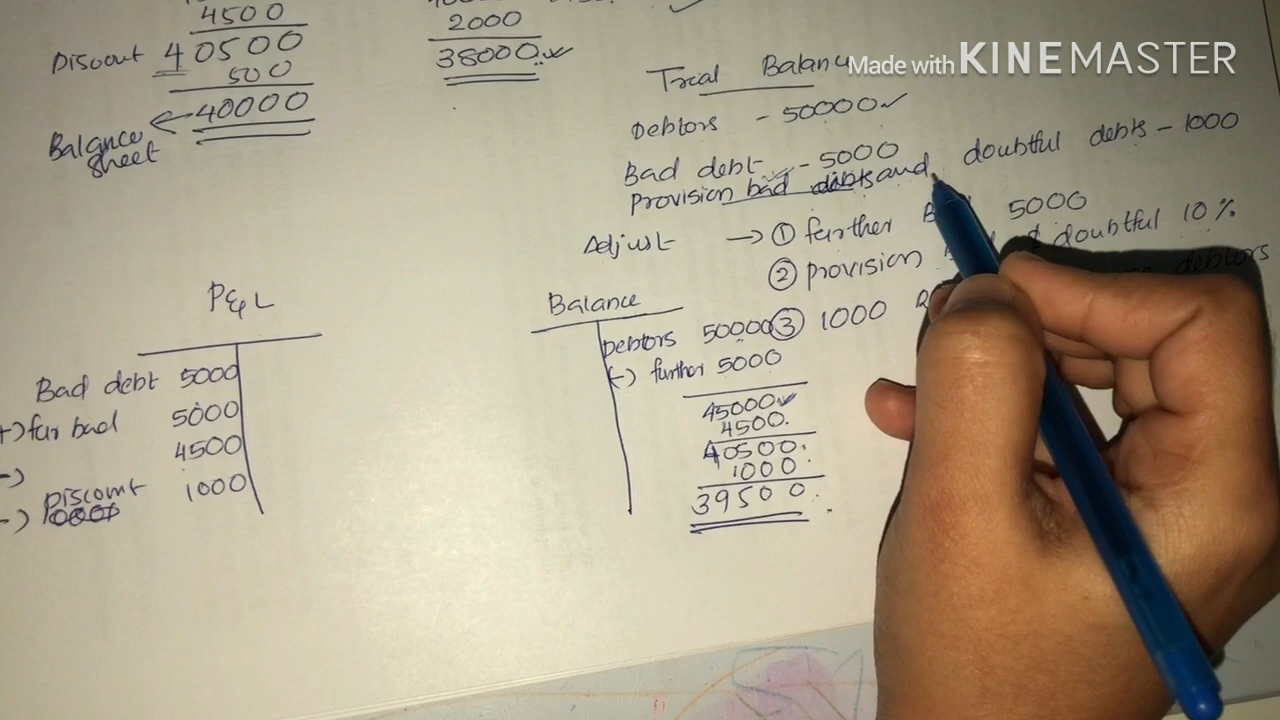 4500
Discout 40500
500
40000
Balance sheet
2000
38000
Made with KINEMASTER
Trial Balance
Debtors - 50000
Bad debt - 5000
provision bad debts and doubtful debts - 1000
Adjust → ① further 5000
② provision doubtful 10%
debtors
③ 1000
P&L
Bad debt 5000
+) fur bad 5000
-) 4500
-) Discomt 1000
Balance
Debtors 50000
(-) further 5000
45000
4500
40500
1000
39500